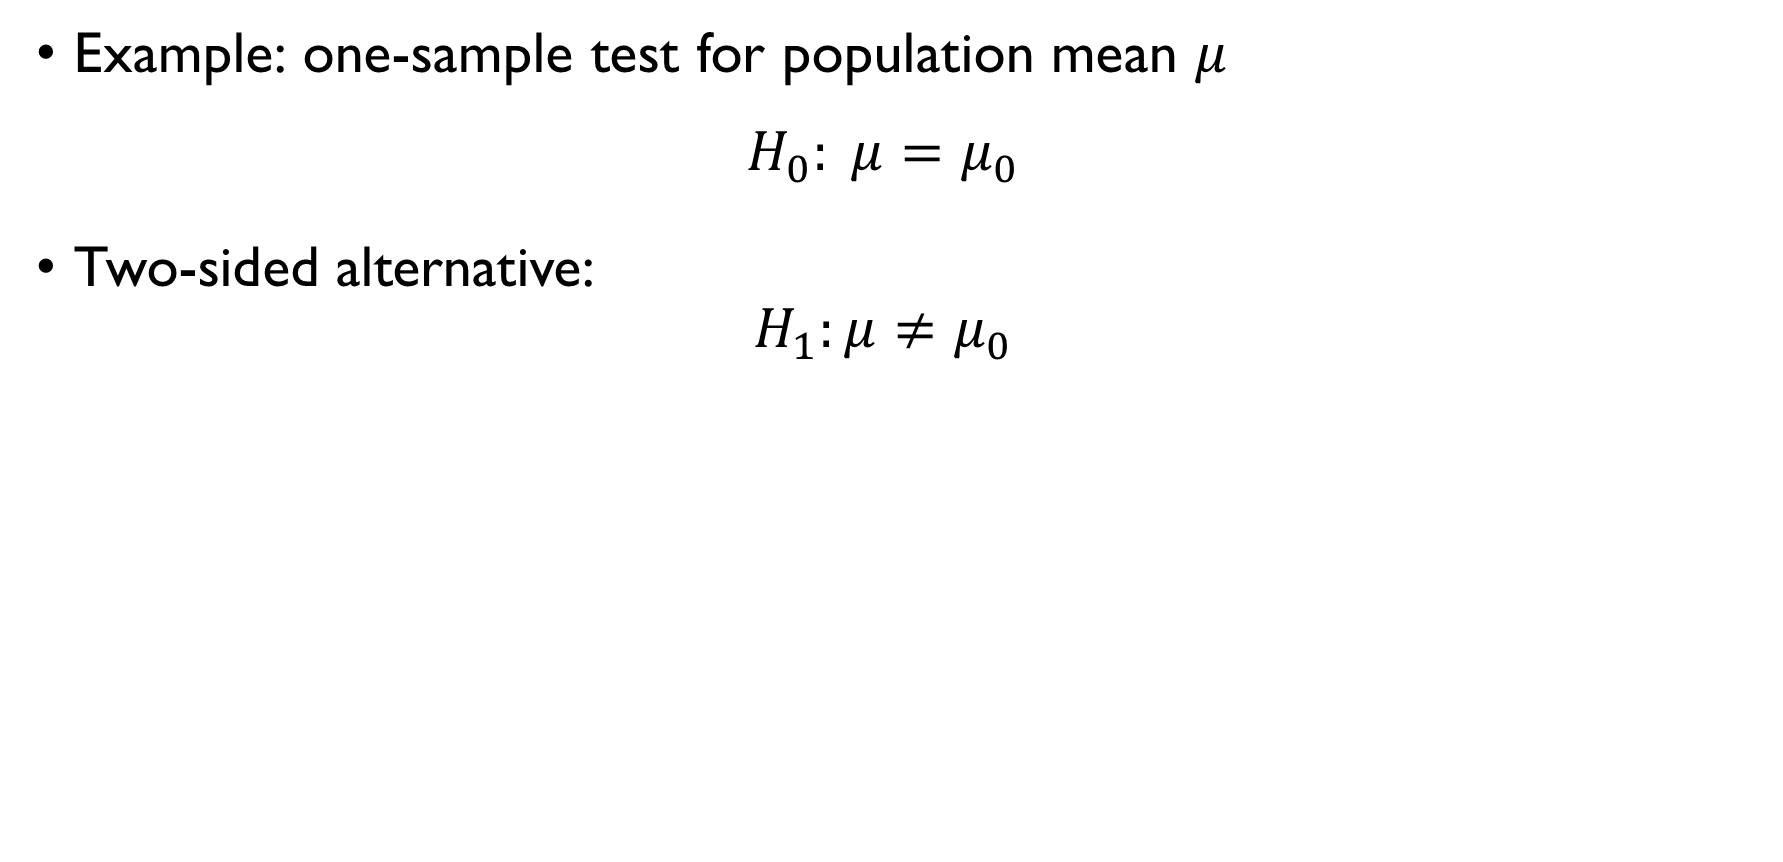 • Example: one-sample test for population mean μ
H₀: μ = μ₀
• Two-sided alternative:
H₁: μ ≠ μ₀